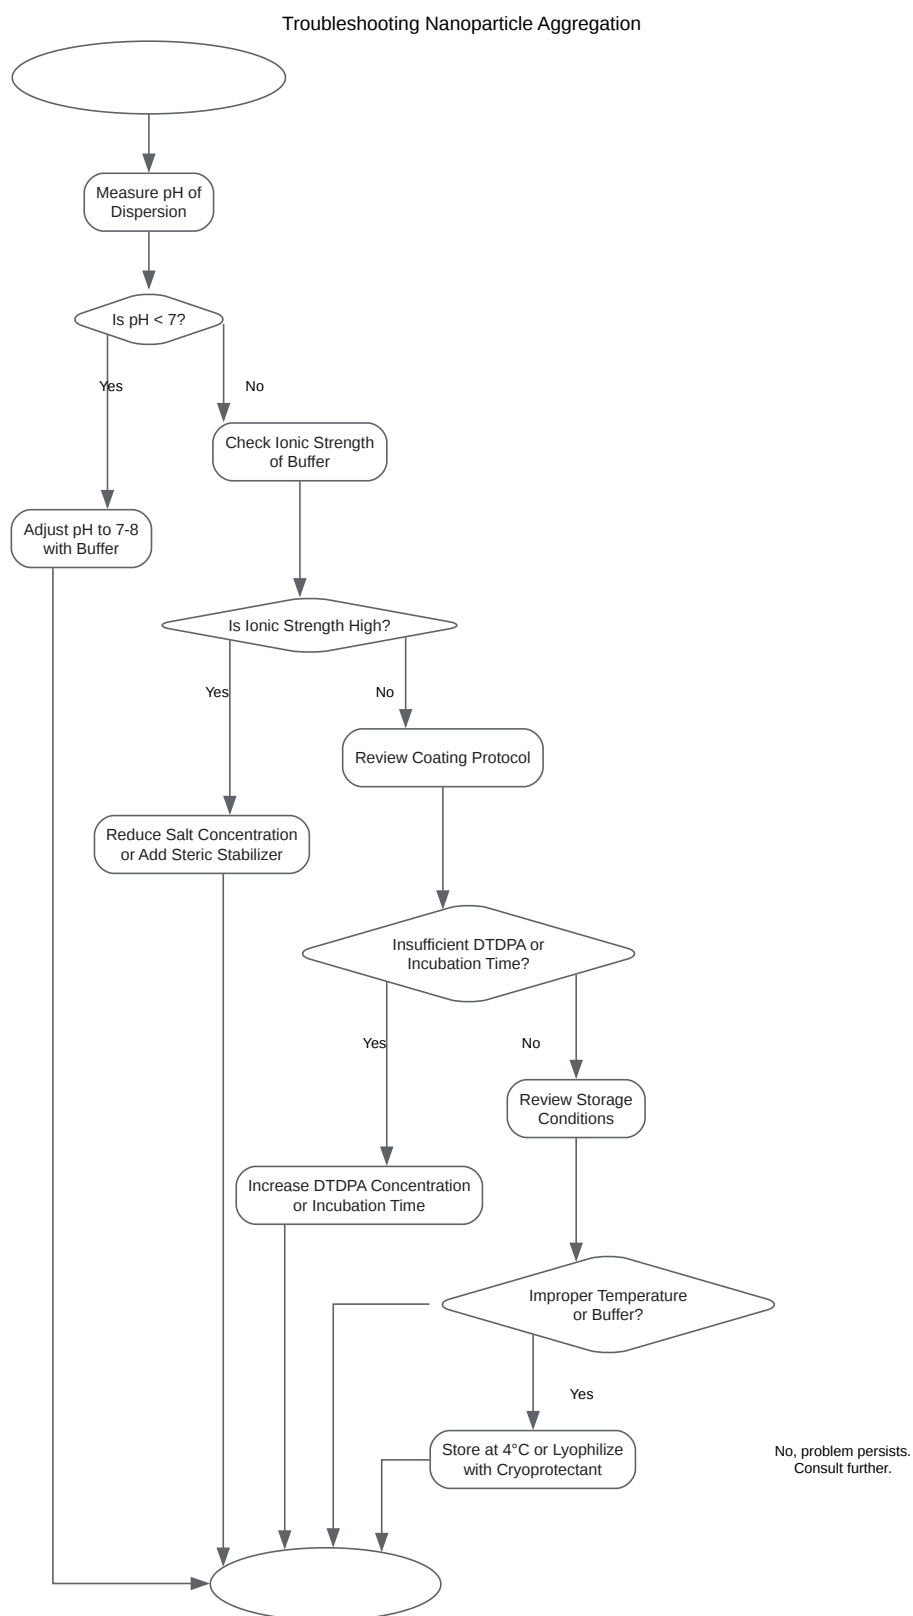 Troubleshooting Nanoparticle Aggregation
Measure pH of
Dispersion
Is pH < 7?
Yes
No
Check Ionic Strength
of Buffer
Adjust pH to 7-8
with Buffer
Is Ionic Strength High?
Yes
No
Review Coating Protocol
Reduce Salt Concentration
or Add Steric Stabilizer
Insufficient DTDPA or
Incubation Time?
Yes
No
Review Storage
Conditions
Increase DTDPA Concentration
or Incubation Time
Improper Temperature
or Buffer?
Yes
Store at 4°C or Lyophilize
with Cryoprotectant
No, problem persists.
Consult further.